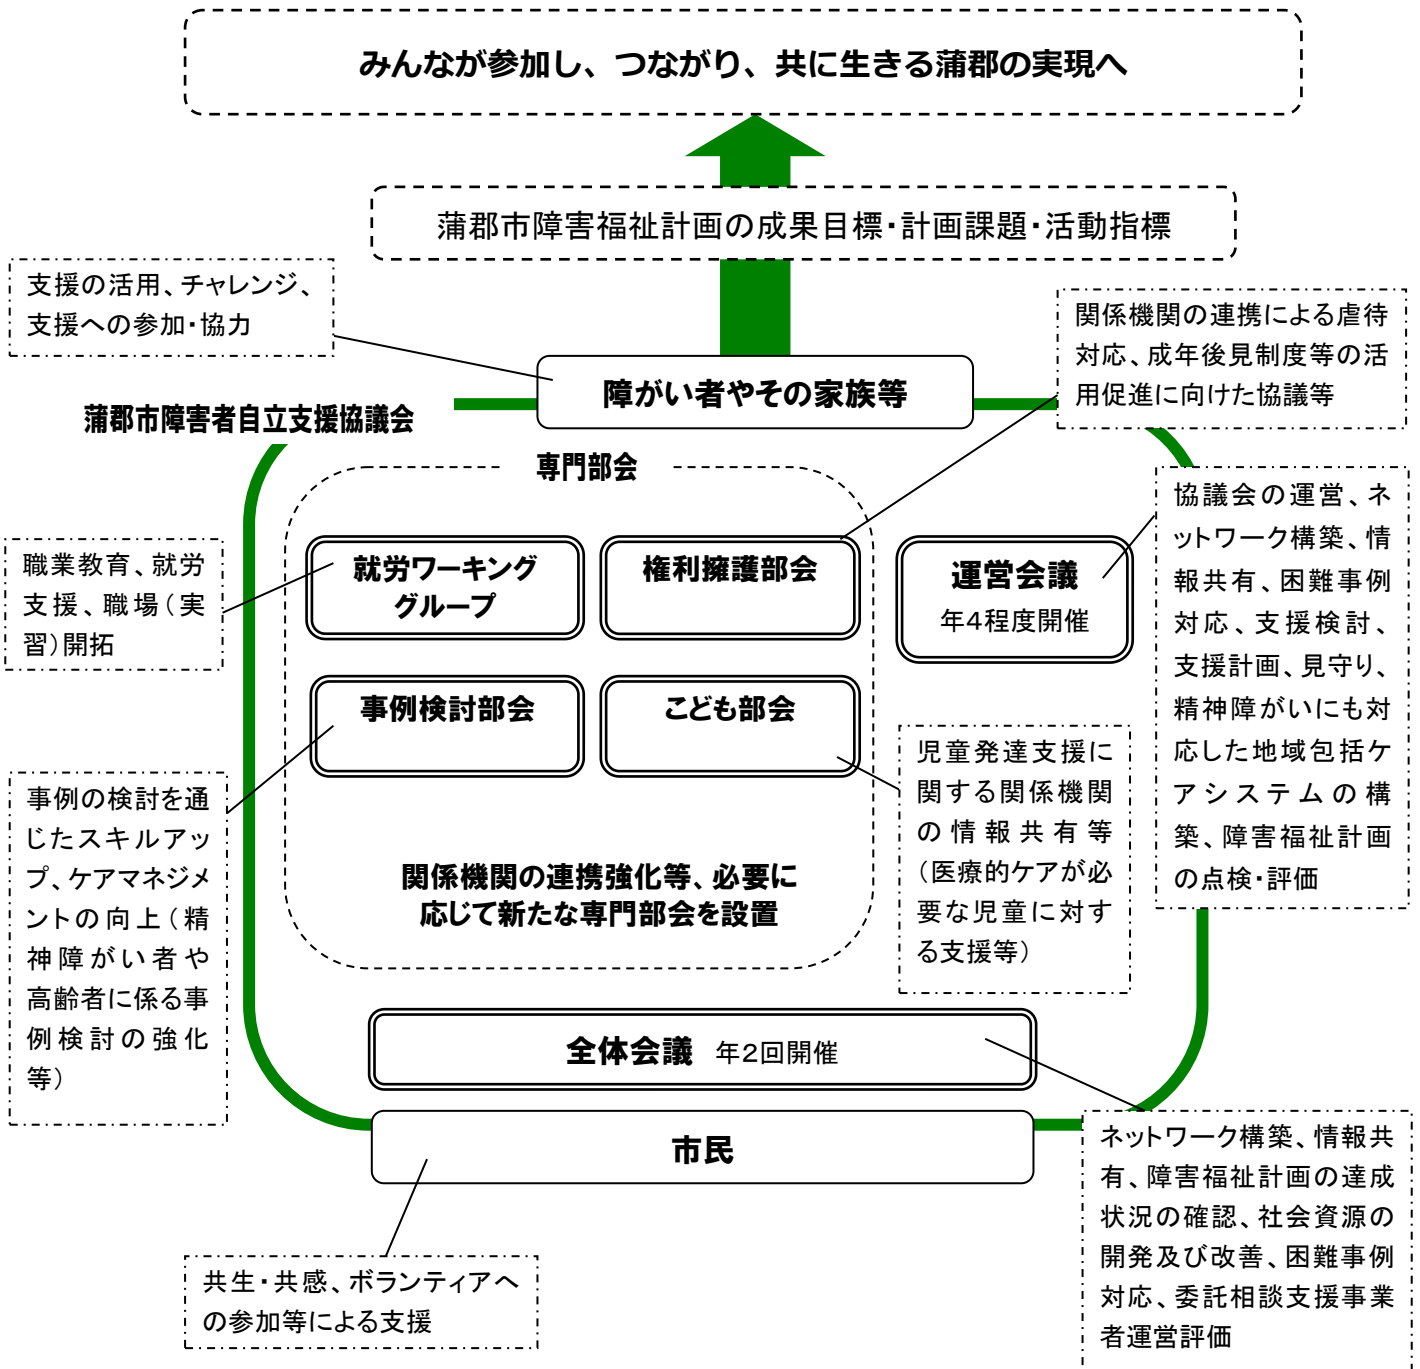 みんなが参加し、つながり、共に生きる蒲郡の実現へ
蒲郡市障害福祉計画の成果目標・計画課題・活動指標
支援の活用、チャレンジ、
支援への参加・協力
関係機関の連携による虐待
対応、成年後見制度等の活
用促進に向けた協議等
障がい者やその家族等
蒲郡市障害者自立支援協議会
専門部会
協議会の運営、ネ
ットワーク構築、情
報共有、困難事例
対応、支援検討、
支援計画、見守り、
精神障がいにも対
応した地域包括ケ
アシステムの構
築、障害福祉計画
の点検・評価
職業教育、就労
支援、職場（実
習）開拓
就労ワーキング
グループ
権利擁護部会
運営会議
年4程度開催
事例検討部会
こども部会
児童発達支援に
関する関係機関
の情報共有等
（医療的ケアが必
要な児童に対す
る支援等）
事例の検討を通
じたスキルアッ
プ、ケアマネジメ
ントの向上（精
神障がい者や
高齢者に係る事
例検討の強化
等）
関係機関の連携強化等、必要に
応じて新たな専門部会を設置
全体会議 年2回開催
市民
ネットワーク構築、情報共
有、障害福祉計画の達成
状況の確認、社会資源の
開発及び改善、困難事例
対応、委託相談支援事業
者運営評価
共生・共感、ボランティアへ
の参加等による支援